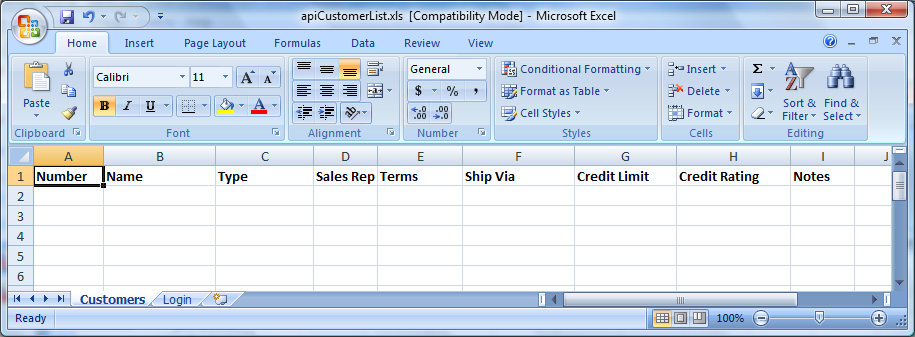 apiCustomerList.xls [Compatibility Mode] - Microsoft Excel
Home Insert Page Layout Formulas Data Review View
Calibri 11 General Conditional Formatting Insert Σ
Paste B I U A $ % , Format as Table Delete Sort & Filter Find & Select
.00 .0 Cell Styles Format
Clipboard Font Alignment Number Styles Cells Editing
A B C D E F G H I J
1 Number Name Type Sales Rep Terms Ship Via Credit Limit Credit Rating Notes
2
3
4
5
6
Customers Login
Ready 100%